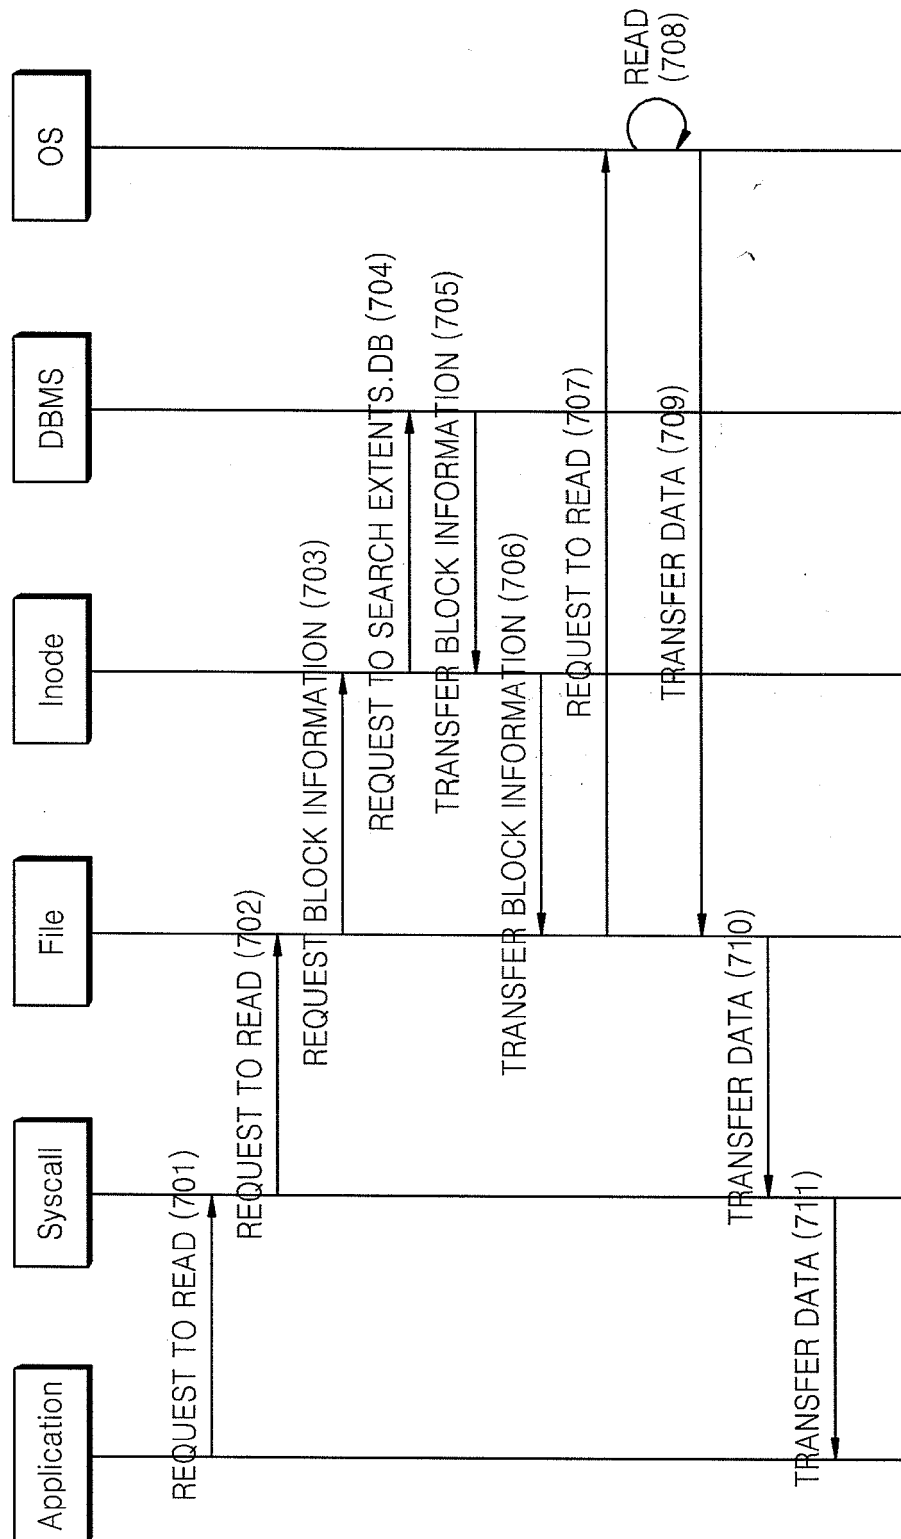 Application
Syscall
File
Inode
DBMS
OS
REQUEST TO READ (701)
REQUEST TO READ (702)
REQUEST BLOCK INFORMATION (703)
REQUEST TO SEARCH EXTENTS.DB (704)
TRANSFER BLOCK INFORMATION (705)
TRANSFER BLOCK INFORMATION (706)
REQUEST TO READ (707)
READ
(708)
TRANSFER DATA (709)
TRANSFER DATA (710)
TRANSFER DATA (711)